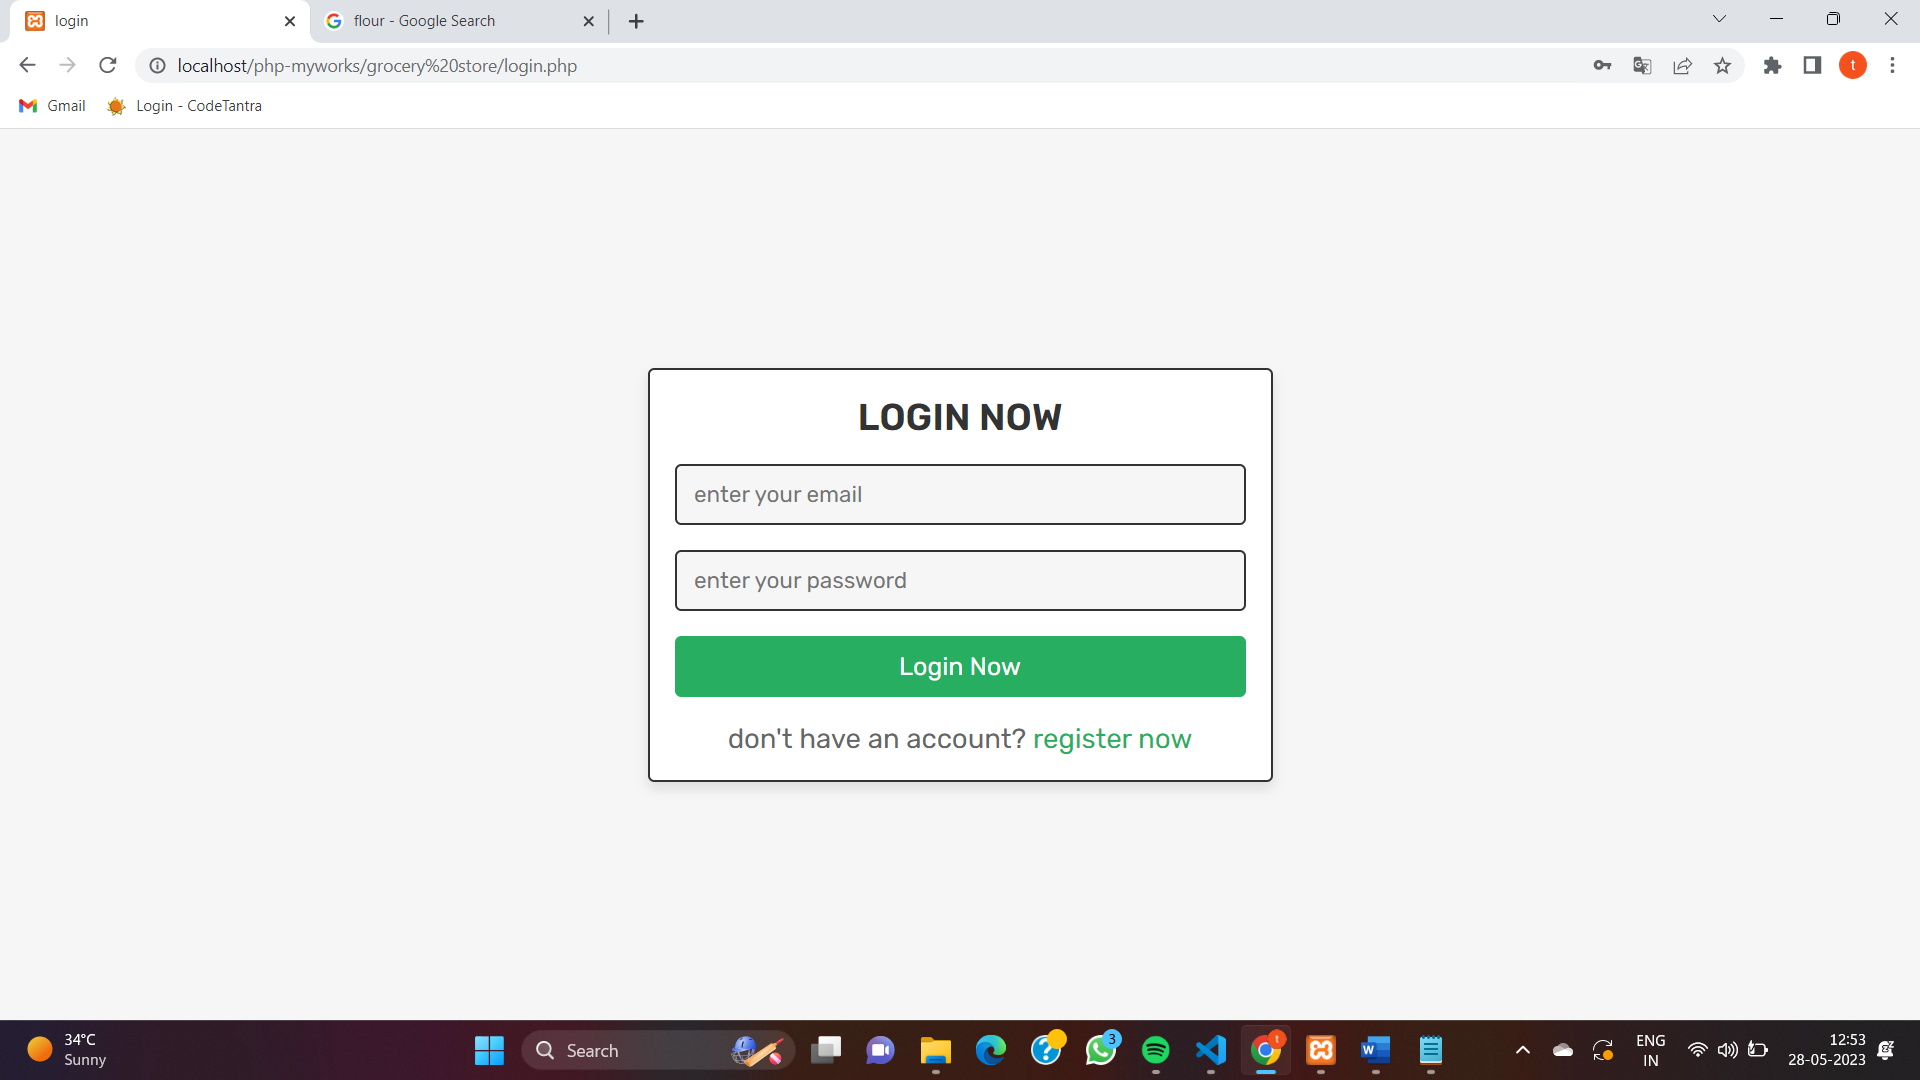 login
flour - Google Search
localhost/php-myworks/grocery%20store/login.php
t
Gmail
Login - CodeTantra
LOGIN NOW
enter your email
enter your password
Login Now
don't have an account? register now
34°C
Sunny
Search
3
t
W
ENG
IN
12:53
28-05-2023